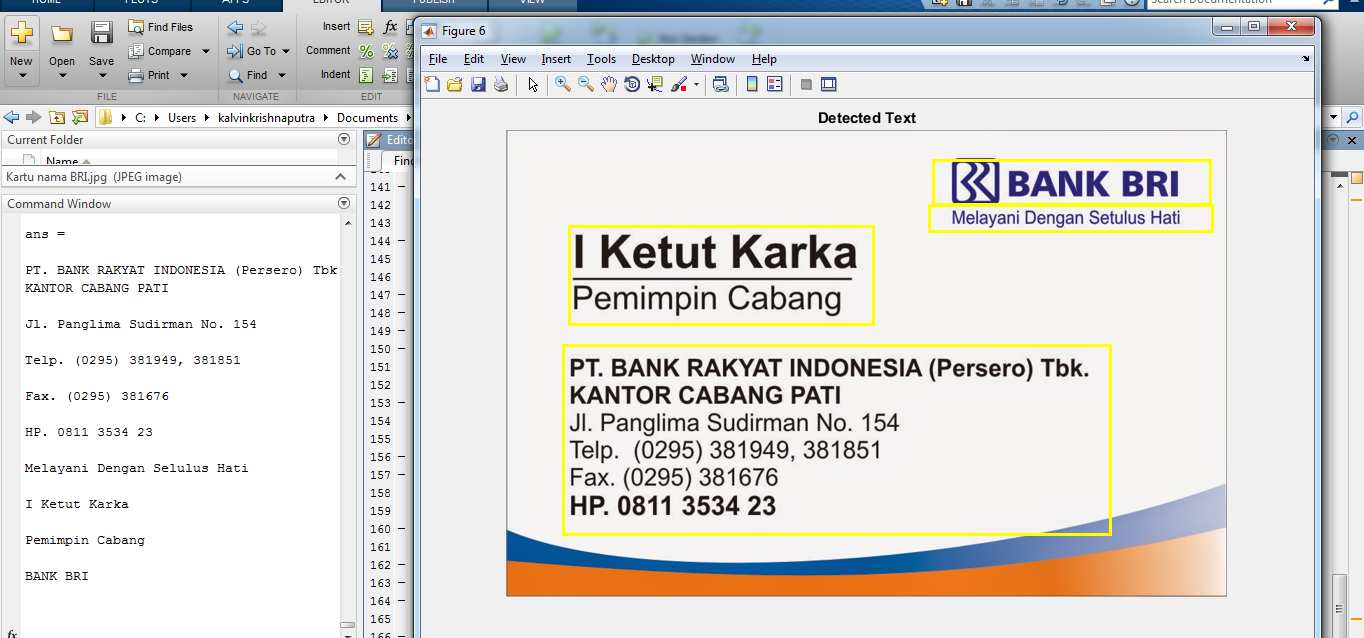 HOME PLOTS APPS EDITOR PUBLISH VIEW
Search Documentation
New
Open
Save
Find Files
Compare
Print
FILE
Go To
Find
NAVIGATE
Insert
Comment
Indent
EDIT
C: Users kalvinkrishnaputra Documents
Current Folder
Name
Kartu nama BRI.jpg (JPEG image)
Command Window
ans =
PT. BANK RAKYAT INDONESIA (Persero) Tbk
KANTOR CABANG PATI
Jl. Panglima Sudirman No. 154
Telp. (0295) 381949, 381851
Fax. (0295) 381676
HP. 0811 3534 23
Melayani Dengan Selulus Hati
I Ketut Karka
Pemimpin Cabang
BANK BRI
fx
141
142
143
144
145
146
147
148
149
150
151
152
153
154
155
156
157
158
159
160
161
162
163
164
165
166
Figure 6
File Edit View Insert Tools Desktop Window Help
Detected Text
BANK BRI
Melayani Dengan Setulus Hati
I Ketut Karka
Pemimpin Cabang
PT. BANK RAKYAT INDONESIA (Persero) Tbk.
KANTOR CABANG PATI
Jl. Panglima Sudirman No. 154
Telp. (0295) 381949, 381851
Fax. (0295) 381676
HP. 0811 3534 23